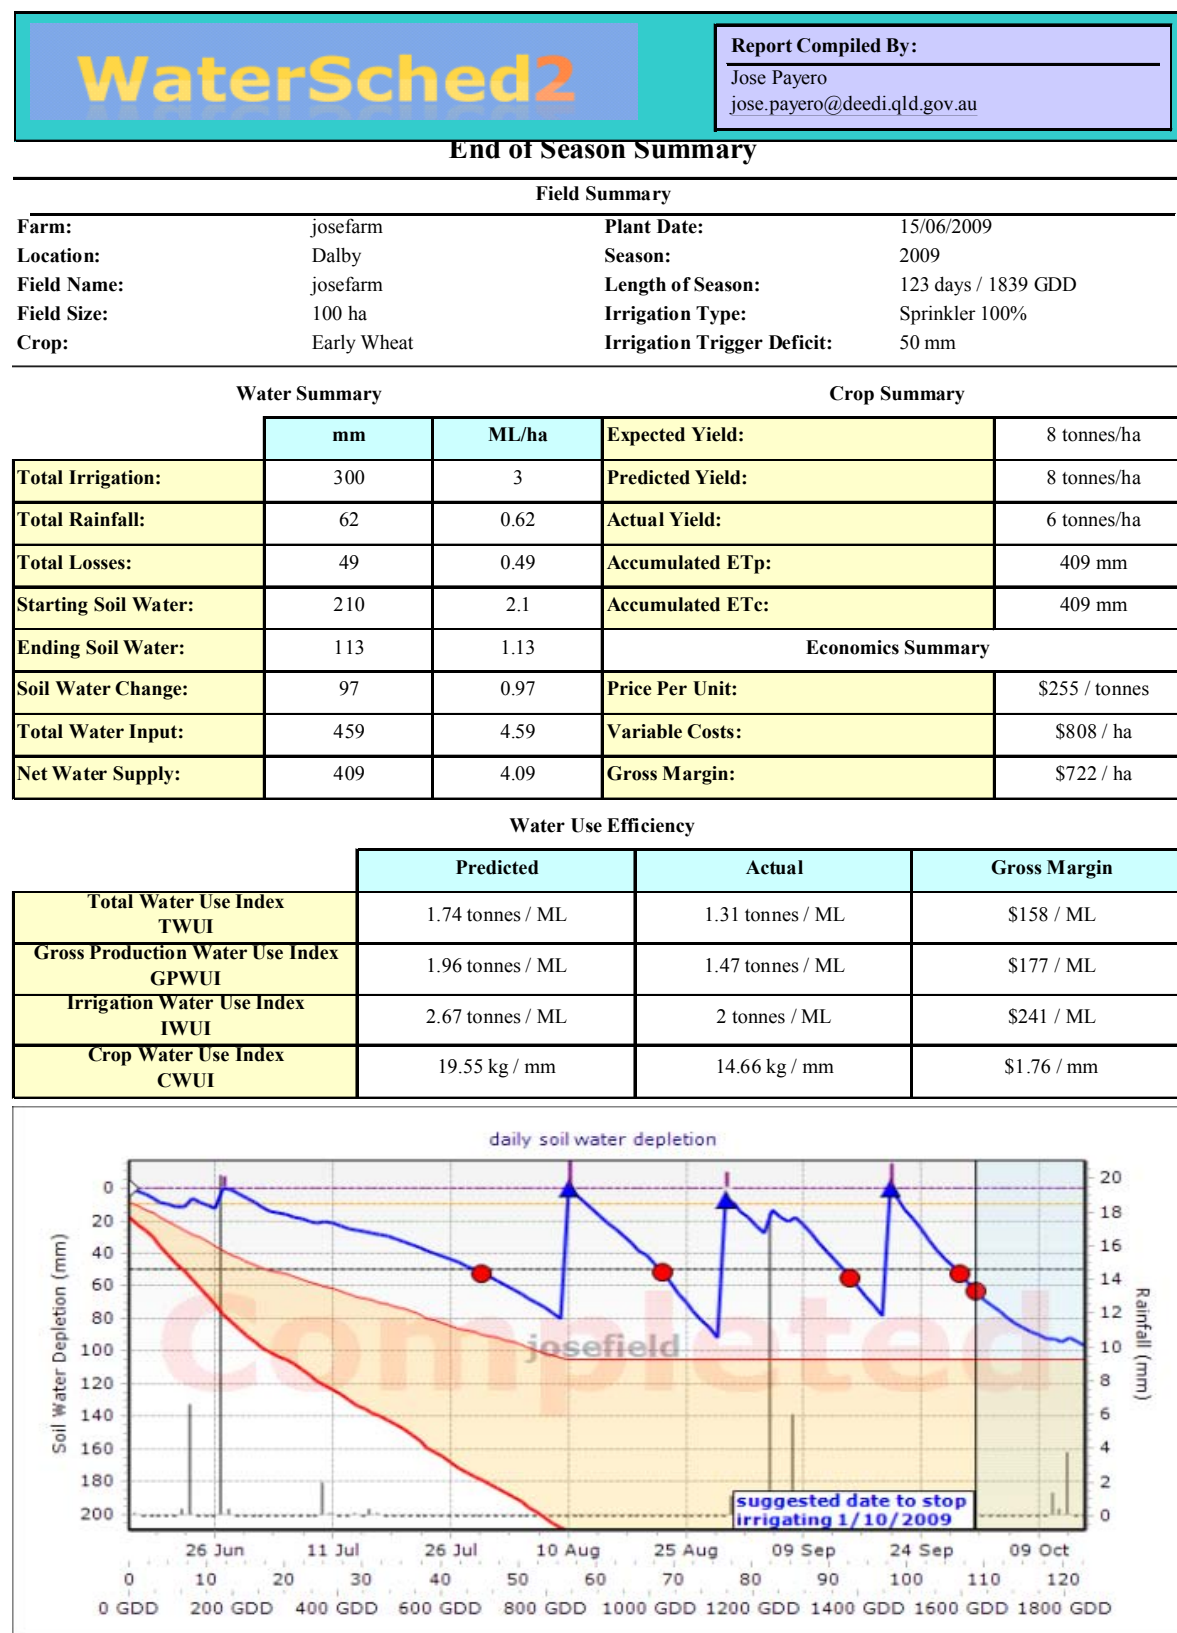 WaterSched2
Report Compiled By:
Jose Payero
jose.payero@deedi.qld.gov.au
End of Season Summary
Field Summary
Farm: josefarm Plant Date: 15/06/2009
Location: Dalby Season: 2009
Field Name: josefarm Length of Season: 123 days / 1839 GDD
Field Size: 100 ha Irrigation Type: Sprinkler 100%
Crop: Early Wheat Irrigation Trigger Deficit: 50 mm
Water Summary Crop Summary
mm ML/ha Expected Yield: 8 tonnes/ha
Total Irrigation: 300 3 Predicted Yield: 8 tonnes/ha
Total Rainfall: 62 0.62 Actual Yield: 6 tonnes/ha
Total Losses: 49 0.49 Accumulated ETp: 409 mm
Starting Soil Water: 210 2.1 Accumulated ETc: 409 mm
Ending Soil Water: 113 1.13 Economics Summary
Soil Water Change: 97 0.97 Price Per Unit: $255 / tonnes
Total Water Input: 459 4.59 Variable Costs: $808 / ha
Net Water Supply: 409 4.09 Gross Margin: $722 / ha
Water Use Efficiency
Predicted Actual Gross Margin
Total Water Use Index
TWUI 1.74 tonnes / ML 1.31 tonnes / ML $158 / ML
Gross Production Water Use Index
GPWUI 1.96 tonnes / ML 1.47 tonnes / ML $177 / ML
Irrigation Water Use Index
IWUI 2.67 tonnes / ML 2 tonnes / ML $241 / ML
Crop Water Use Index
CWUI 19.55 kg / mm 14.66 kg / mm $1.76 / mm
daily soil water depletion
Soil Water Depletion (mm)
0
20
40
60
80
100
120
140
160
180
200
Completed
josefield
suggested date to stop
irrigating 1/10/2009
20
18
16
14
12
10
8
6
4
2
0
Rainfall (mm)
26 Jun 11 Jul 26 Jul 10 Aug 25 Aug 09 Sep 24 Sep 09 Oct
0 10 20 30 40 50 60 70 80 90 100 110 120
0 GDD 200 GDD 400 GDD 600 GDD 800 GDD 1000 GDD 1200 GDD 1400 GDD 1600 GDD 1800 GDD